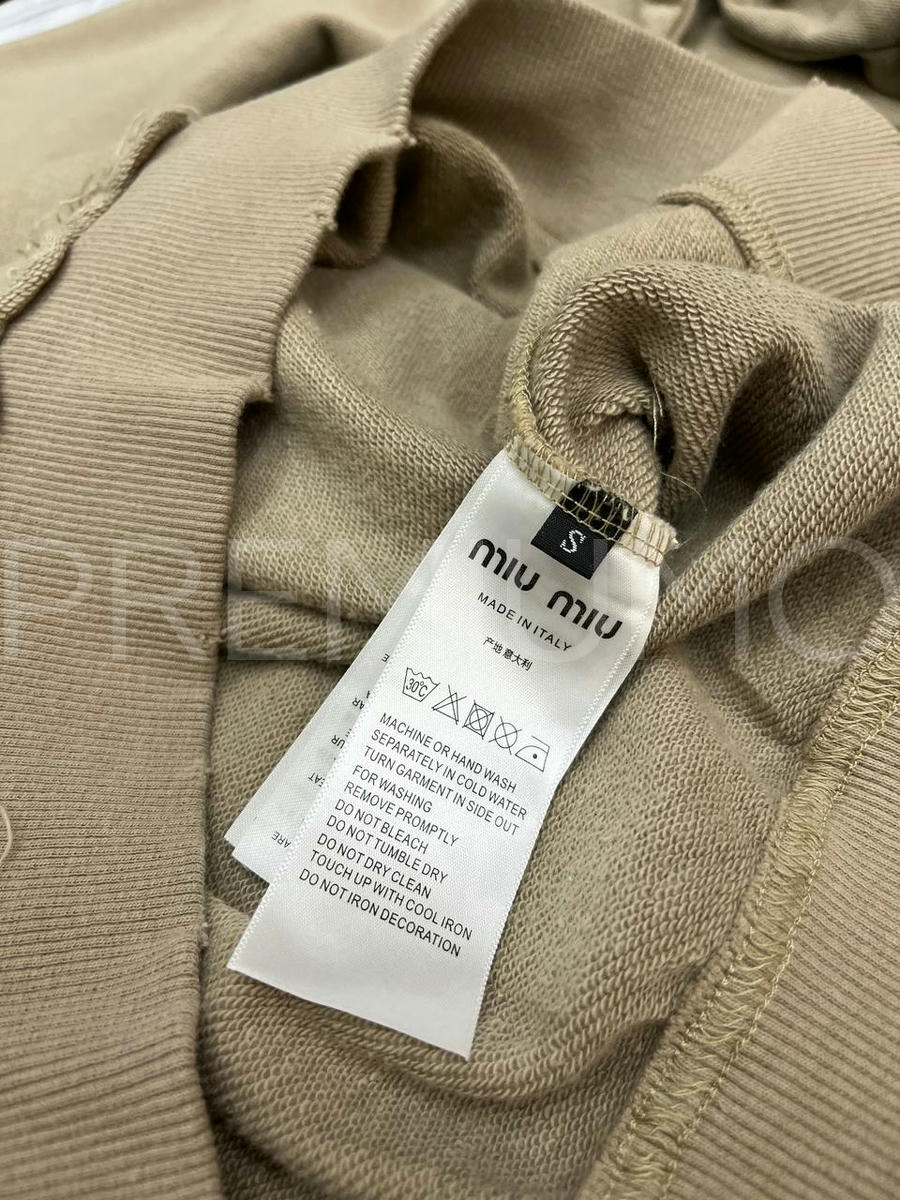 S
miu miu
MADE IN ITALY
产地 意大利
30℃
MACHINE OR HAND WASH
SEPARATELY IN COLD WATER
TURN GARMENT IN SIDE OUT
FOR WASHING
REMOVE PROMPTLY
DO NOT BLEACH
DO NOT TUMBLE DRY
DO NOT DRY CLEAN
TOUCH UP WITH COOL IRON
DO NOT IRON DECORATION